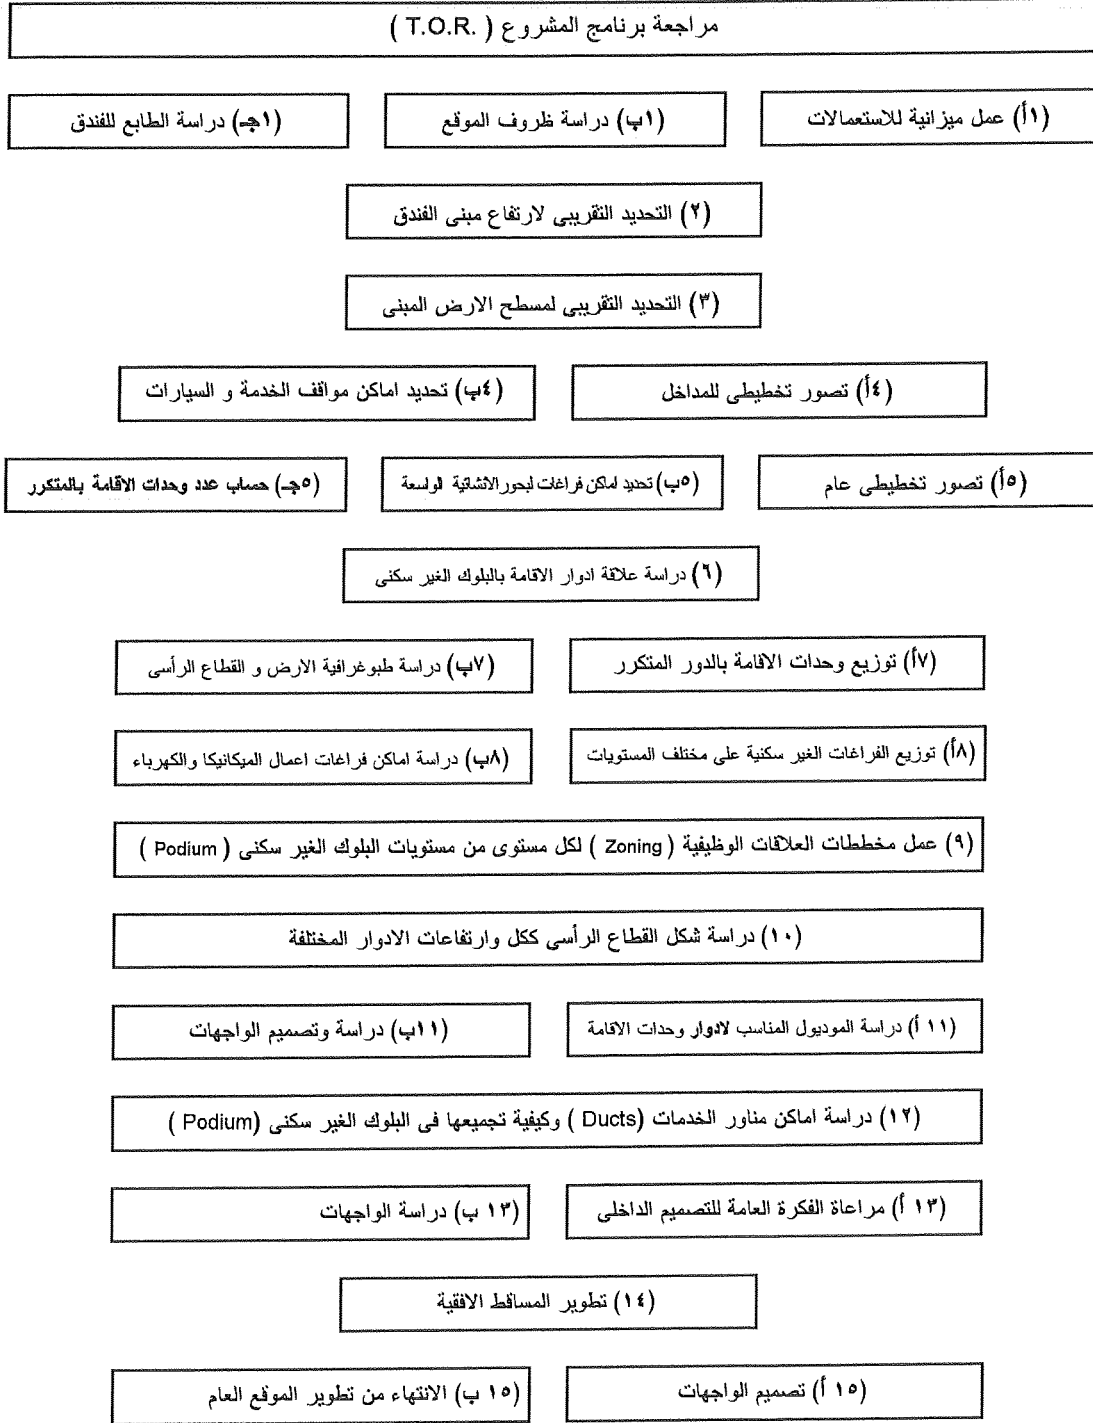 مراجعة برنامج المشروع ( T.O.R. )
(١أ) عمل ميزانية للاستعمالات
(١ب) دراسة ظروف الموقع
(١جـ) دراسة الطابع للفندق
(٢) التحديد التقريبى لارتفاع مبنى الفندق
(٣) التحديد التقريبى لمسطح الارض المبنى
(٤أ) تصور تخطيطى للمداخل
(٤ب) تحديد اماكن مواقف الخدمة و السيارات
(٥أ) تصور تخطيطى عام
(٥ب) تحديد اماكن فراغات لبحور الانشائية الواسعة
(٥جـ) حساب عدد وحدات الاقامة بالمتكرر
(٦) دراسة علاقة ادوار الاقامة بالبلوك الغير سكنى
(٧أ) توزيع وحدات الاقامة بالدور المتكرر
(٧ب) دراسة طبوغرافية الارض و القطاع الرأسى
(٨أ) توزيع الفراغات الغير سكنية على مختلف المستويات
(٨ب) دراسة اماكن فراغات اعمال الميكانيكا والكهرباء
(٩) عمل مخططات العلاقات الوظيفية ( Zoning ) لكل مستوى من مستويات البلوك الغير سكنى ( Podium )
(١٠) دراسة شكل القطاع الرأسى ككل وارتفاعات الادوار المختلفة
(١١ أ) دراسة الموديول المناسب لادوار وحدات الاقامة
(١١ب) دراسة وتصميم الواجهات
(١٢) دراسة اماكن مناور الخدمات (Ducts ) وكيفية تجميعها فى البلوك الغير سكنى (Podium )
(١٣ أ) مراعاة الفكرة العامة للتصميم الداخلى
(١٣ ب) دراسة الواجهات
(١٤) تطوير المساقط الافقية
(١٥ أ) تصميم الواجهات
(١٥ ب) الانتهاء من تطوير الموقع العام